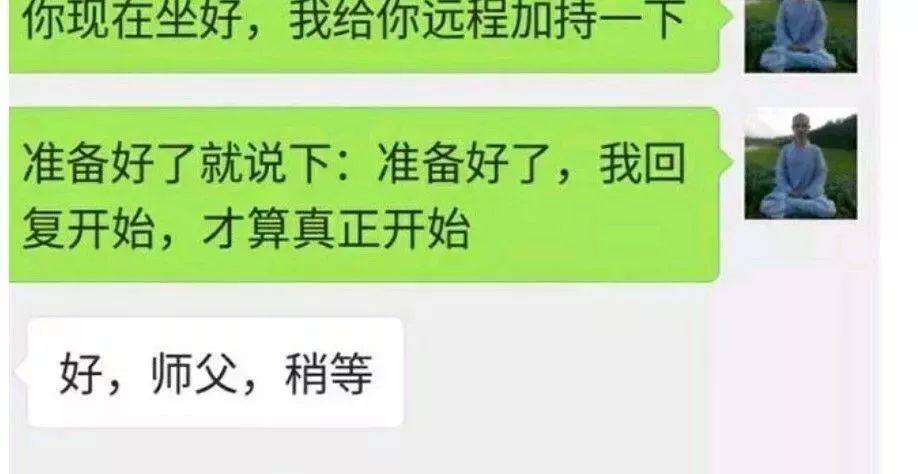 你现在坐好，我给你远程加持一下
准备好了就说下：准备好了，我回
复开始，才算真正开始
好，师父，稍等